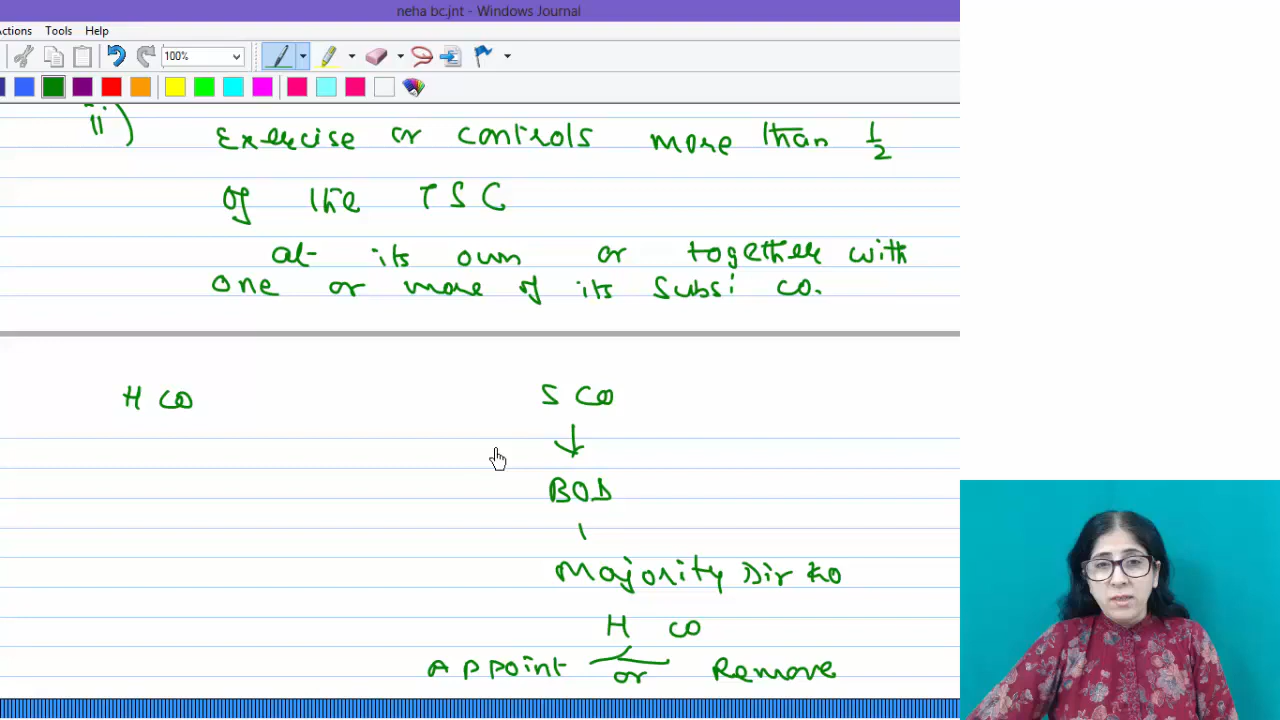 neha bc.jnt - Windows Journal
Actions Tools Help
100%
ii) Exercise or controls more than 1/2
of the TSC
at its own or together with
one or more of its Subsi co.
H CO
S CO
BOD
Majority Dir ko
H CO
Appoint or Remove